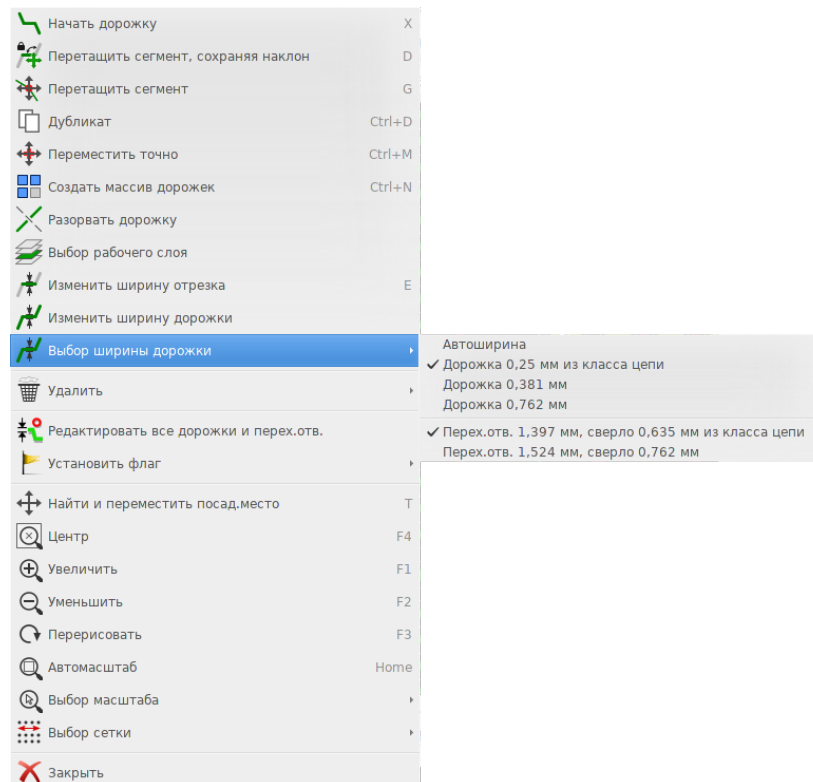 Начать дорожку X
Перетащить сегмент, сохраняя наклон D
Перетащить сегмент G
Дубликат Ctrl+D
Переместить точно Ctrl+M
Создать массив дорожек Ctrl+N
Разорвать дорожку
Выбор рабочего слоя
Изменить ширину отрезка E
Изменить ширину дорожки
Выбор ширины дорожки
Автоширина
Дорожка 0,25 мм из класса цепи
Дорожка 0,381 мм
Дорожка 0,762 мм
Перех.отв. 1,397 мм, сверло 0,635 мм из класса цепи
Перех.отв. 1,524 мм, сверло 0,762 мм
Удалить
Редактировать все дорожки и перех.отв.
Установить флаг
Найти и переместить посад.место T
Центр F4
Увеличить F1
Уменьшить F2
Перерисовать F3
Автомасштаб Home
Выбор масштаба
Выбор сетки
Закрыть